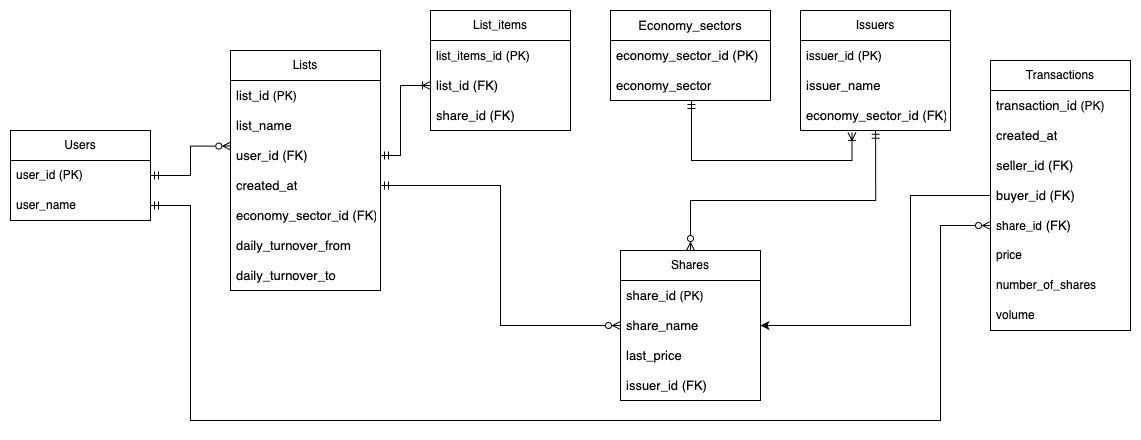 Users
user_id (PK)
user_name
Lists
list_id (PK)
list_name
user_id (FK)
created_at
economy_sector_id (FK)
daily_turnover_from
daily_turnover_to
List_items
list_items_id (PK)
list_id (FK)
share_id (FK)
Economy_sectors
economy_sector_id (PK)
economy_sector
Issuers
issuer_id (PK)
issuer_name
economy_sector_id (FK)
Shares
share_id (PK)
share_name
last_price
issuer_id (FK)
Transactions
transaction_id (PK)
created_at
seller_id (FK)
buyer_id (FK)
share_id (FK)
price
number_of_shares
volume